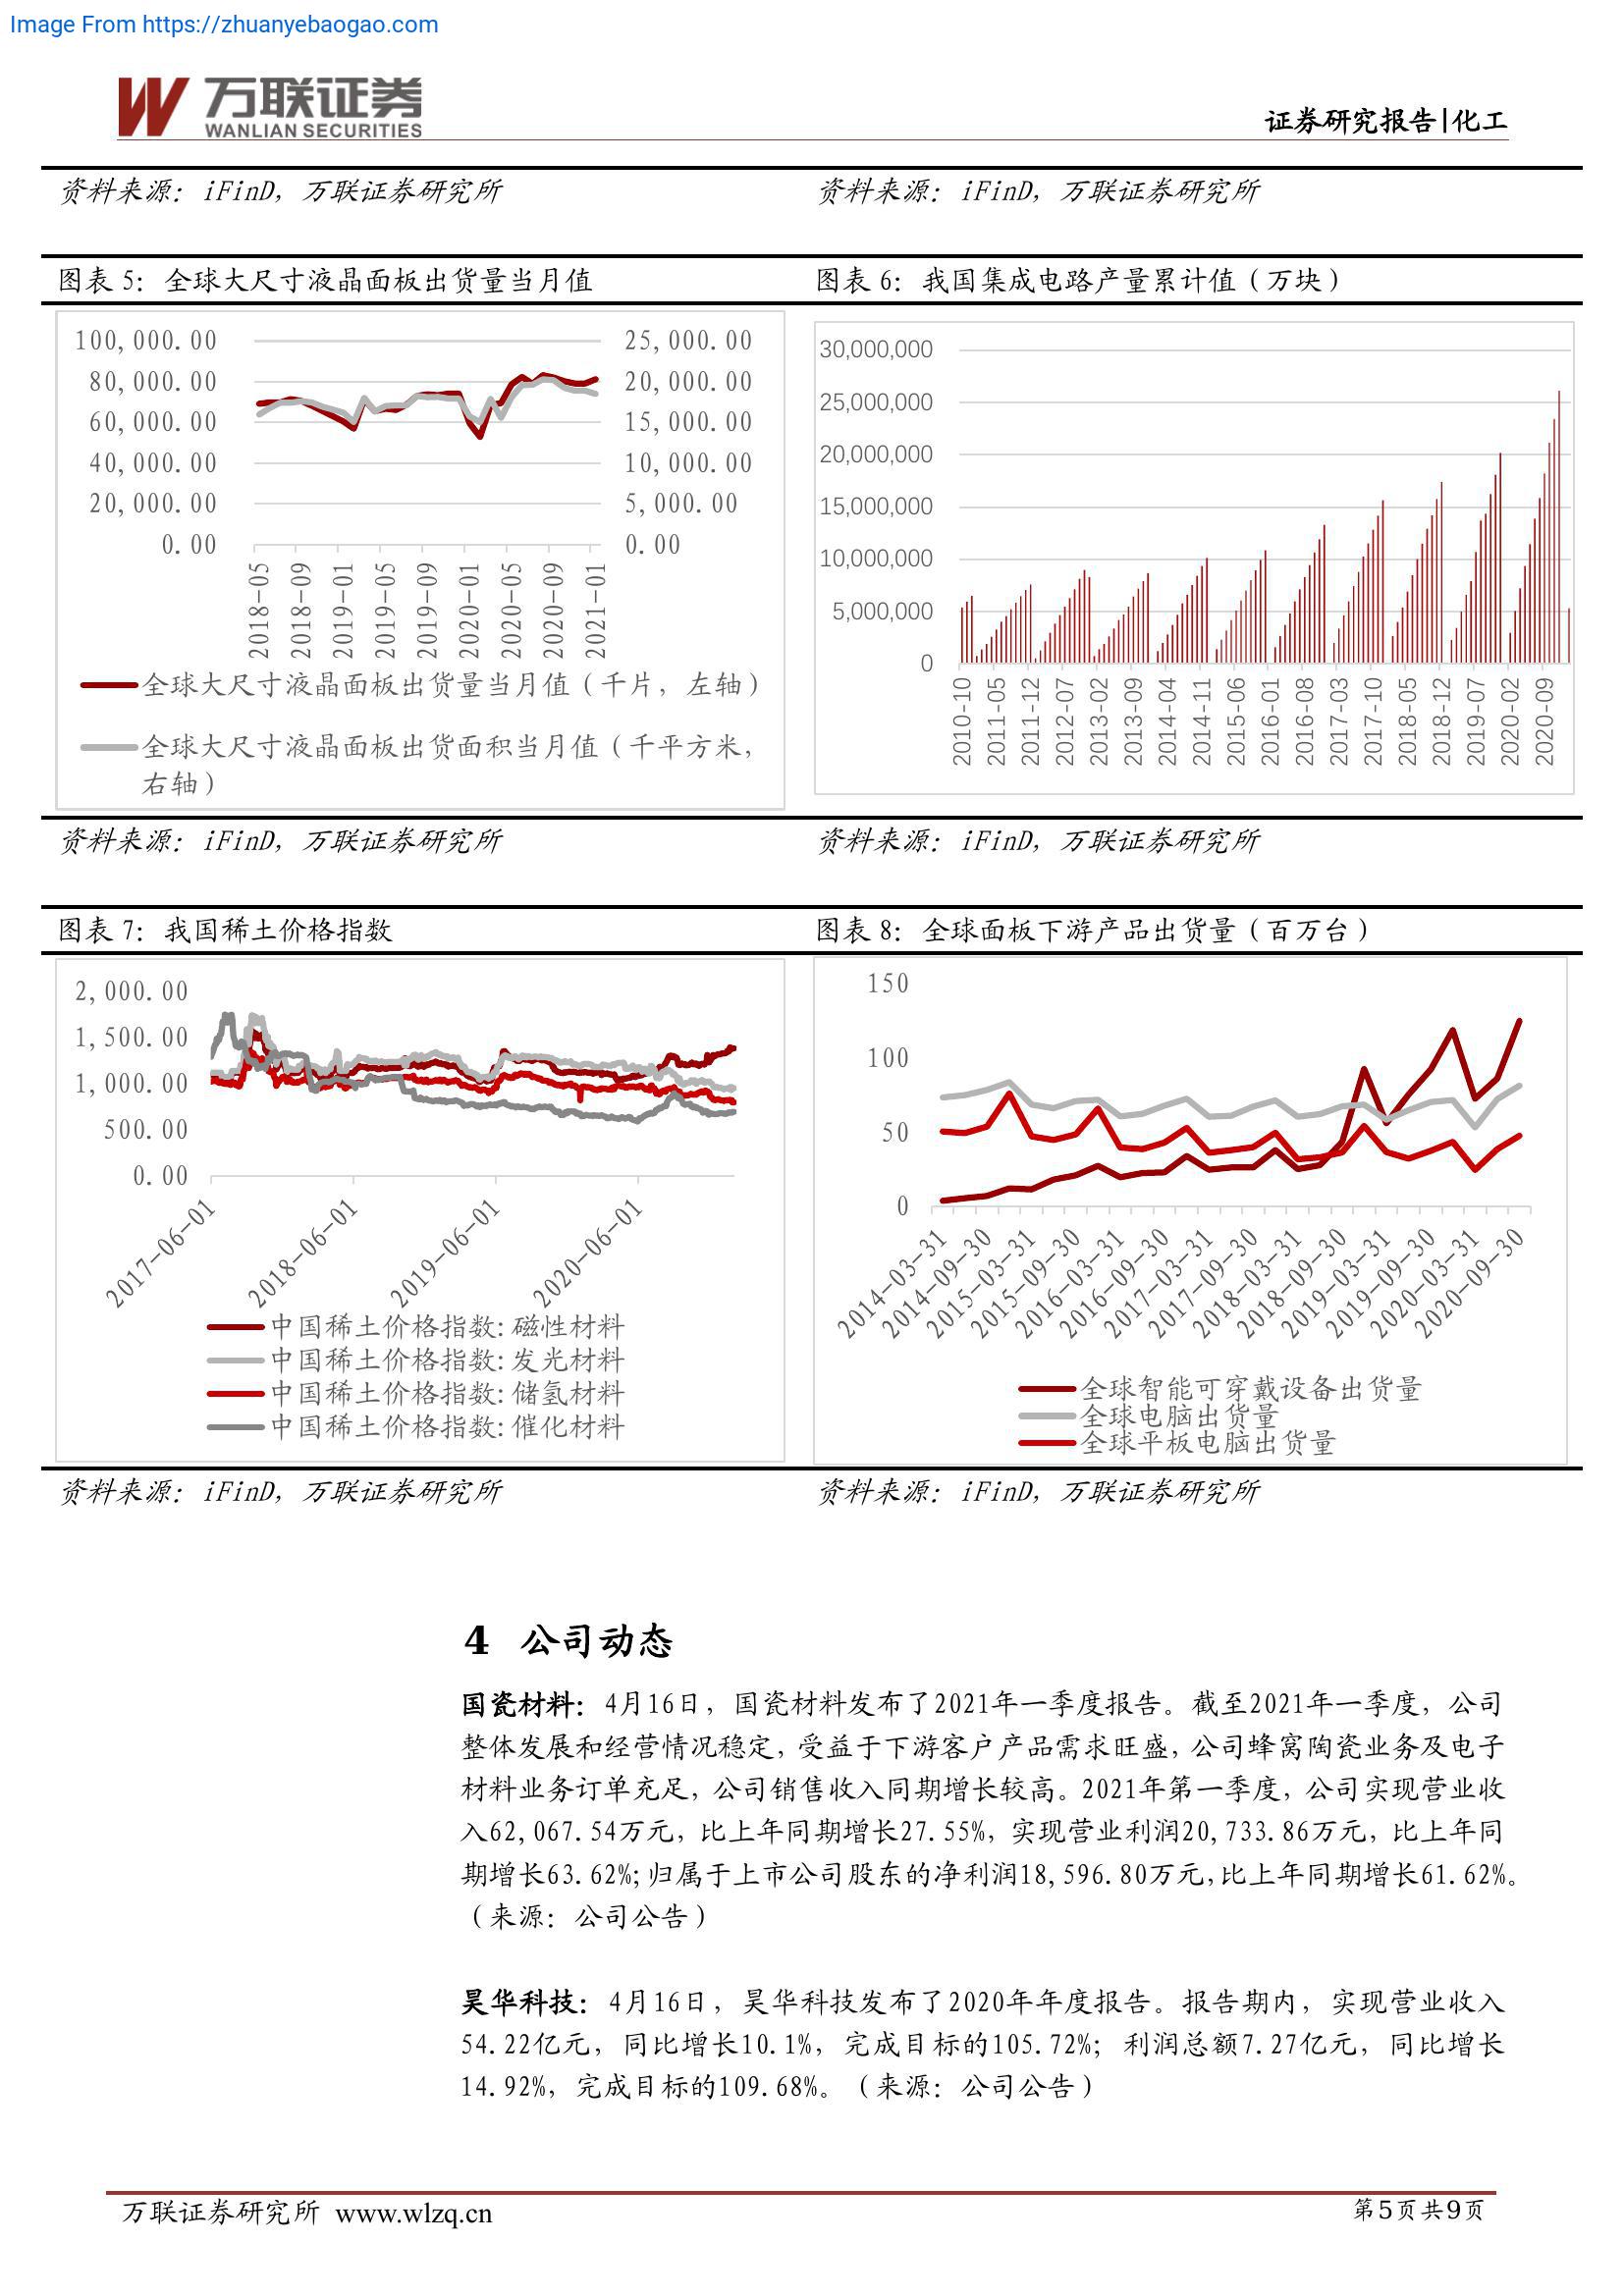 Image From https://zhuanyebaogao.com
万联证券
WANLIAN SECURITIES
证券研究报告|化工
资料来源：iFinD，万联证券研究所
资料来源：iFinD，万联证券研究所
图表 5：全球大尺寸液晶面板出货量当月值
100,000.00
80,000.00
60,000.00
40,000.00
20,000.00
0.00
25,000.00
20,000.00
15,000.00
10,000.00
5,000.00
0.00
2018-05
2018-09
2019-01
2019-05
2019-09
2020-01
2020-05
2020-09
2021-01
全球大尺寸液晶面板出货量当月值（千片，左轴）
全球大尺寸液晶面板出货面积当月值（千平方米，
右轴）
图表 6：我国集成电路产量累计值（万块）
30,000,000
25,000,000
20,000,000
15,000,000
10,000,000
5,000,000
0
2010-10
2011-05
2011-12
2012-07
2013-02
2013-09
2014-04
2014-11
2015-06
2016-01
2016-08
2017-03
2017-10
2018-05
2018-12
2019-07
2020-02
2020-09
资料来源：iFinD，万联证券研究所
资料来源：iFinD，万联证券研究所
图表 7：我国稀土价格指数
2,000.00
1,500.00
1,000.00
500.00
0.00
2017-06-01
2018-06-01
2019-06-01
2020-06-01
中国稀土价格指数:磁性材料
中国稀土价格指数:发光材料
中国稀土价格指数:储氢材料
中国稀土价格指数:催化材料
图表 8：全球面板下游产品出货量（百万台）
150
100
50
0
2014-03-31
2014-09-30
2015-03-31
2015-09-30
2016-03-31
2016-09-30
2017-03-31
2017-09-30
2018-03-31
2018-09-30
2019-03-31
2019-09-30
2020-03-31
2020-09-30
全球智能可穿戴设备出货量
全球电脑出货量
全球平板电脑出货量
资料来源：iFinD，万联证券研究所
资料来源：iFinD，万联证券研究所
4 公司动态
国瓷材料：4月16日，国瓷材料发布了2021年一季度报告。截至2021年一季度，公司
整体发展和经营情况稳定，受益于下游客户产品需求旺盛，公司蜂窝陶瓷业务及电子
材料业务订单充足，公司销售收入同期增长较高。2021年第一季度，公司实现营业收
入62,067.54万元，比上年同期增长27.55%，实现营业利润20,733.86万元，比上年同
期增长63.62%;归属于上市公司股东的净利润18,596.80万元,比上年同期增长61.62%。
（来源：公司公告）
昊华科技：4月16日，昊华科技发布了2020年年度报告。报告期内，实现营业收入
54.22亿元，同比增长10.1%，完成目标的105.72%；利润总额7.27亿元，同比增长
14.92%，完成目标的109.68%。（来源：公司公告）
万联证券研究所 www.wlzq.cn
第5页共9页